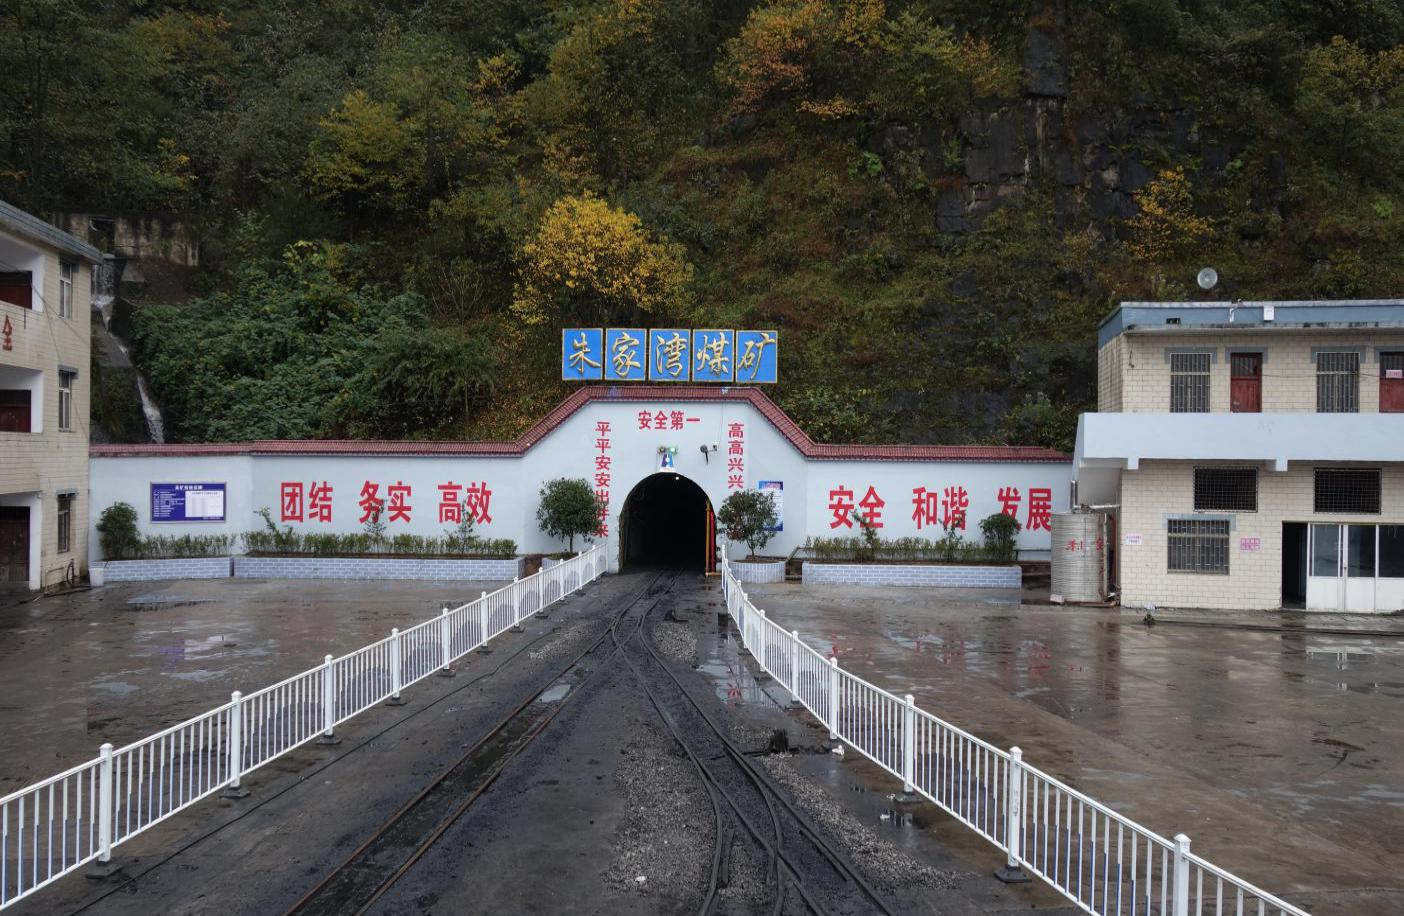 朱家湾煤矿
安全第一
平平安安出井来
高高兴兴
团结 务实 高效
安全 和谐 发展
全